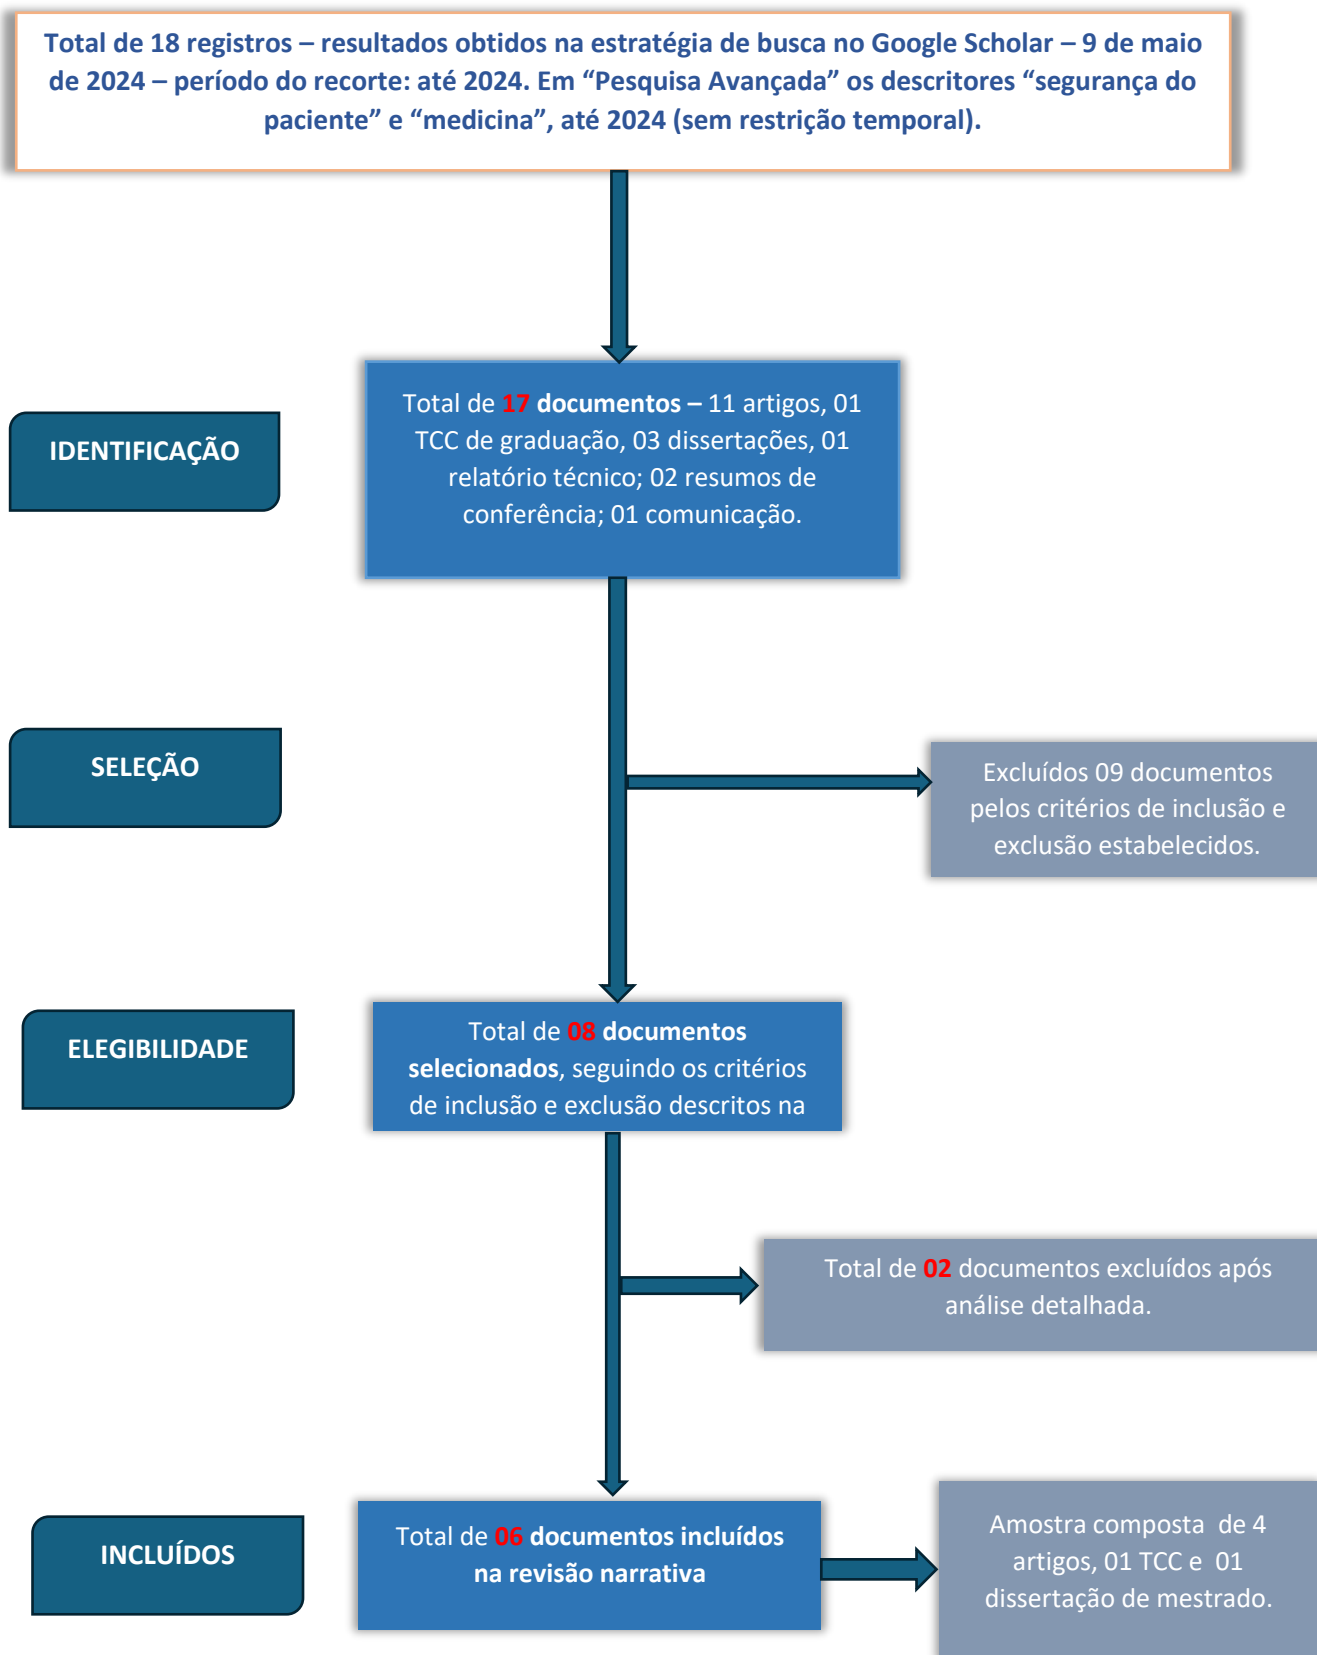 Total de 18 registros – resultados obtidos na estratégia de busca no Google Scholar – 9 de maio
de 2024 – período do recorte: até 2024. Em “Pesquisa Avançada” os descritores “segurança do
paciente” e “medicina”, até 2024 (sem restrição temporal).
IDENTIFICAÇÃO
Total de 17 documentos – 11 artigos, 01
TCC de graduação, 03 dissertações, 01
relatório técnico; 02 resumos de
conferência; 01 comunicação.
SELEÇÃO
Excluídos 09 documentos
pelos critérios de inclusão e
exclusão estabelecidos.
ELEGIBILIDADE
Total de 08 documentos
selecionados, seguindo os critérios
de inclusão e exclusão descritos na
Total de 02 documentos excluídos após
análise detalhada.
INCLUÍDOS
Total de 06 documentos incluídos
na revisão narrativa
Amostra composta  de 4
artigos, 01 TCC e  01
dissertação de mestrado.